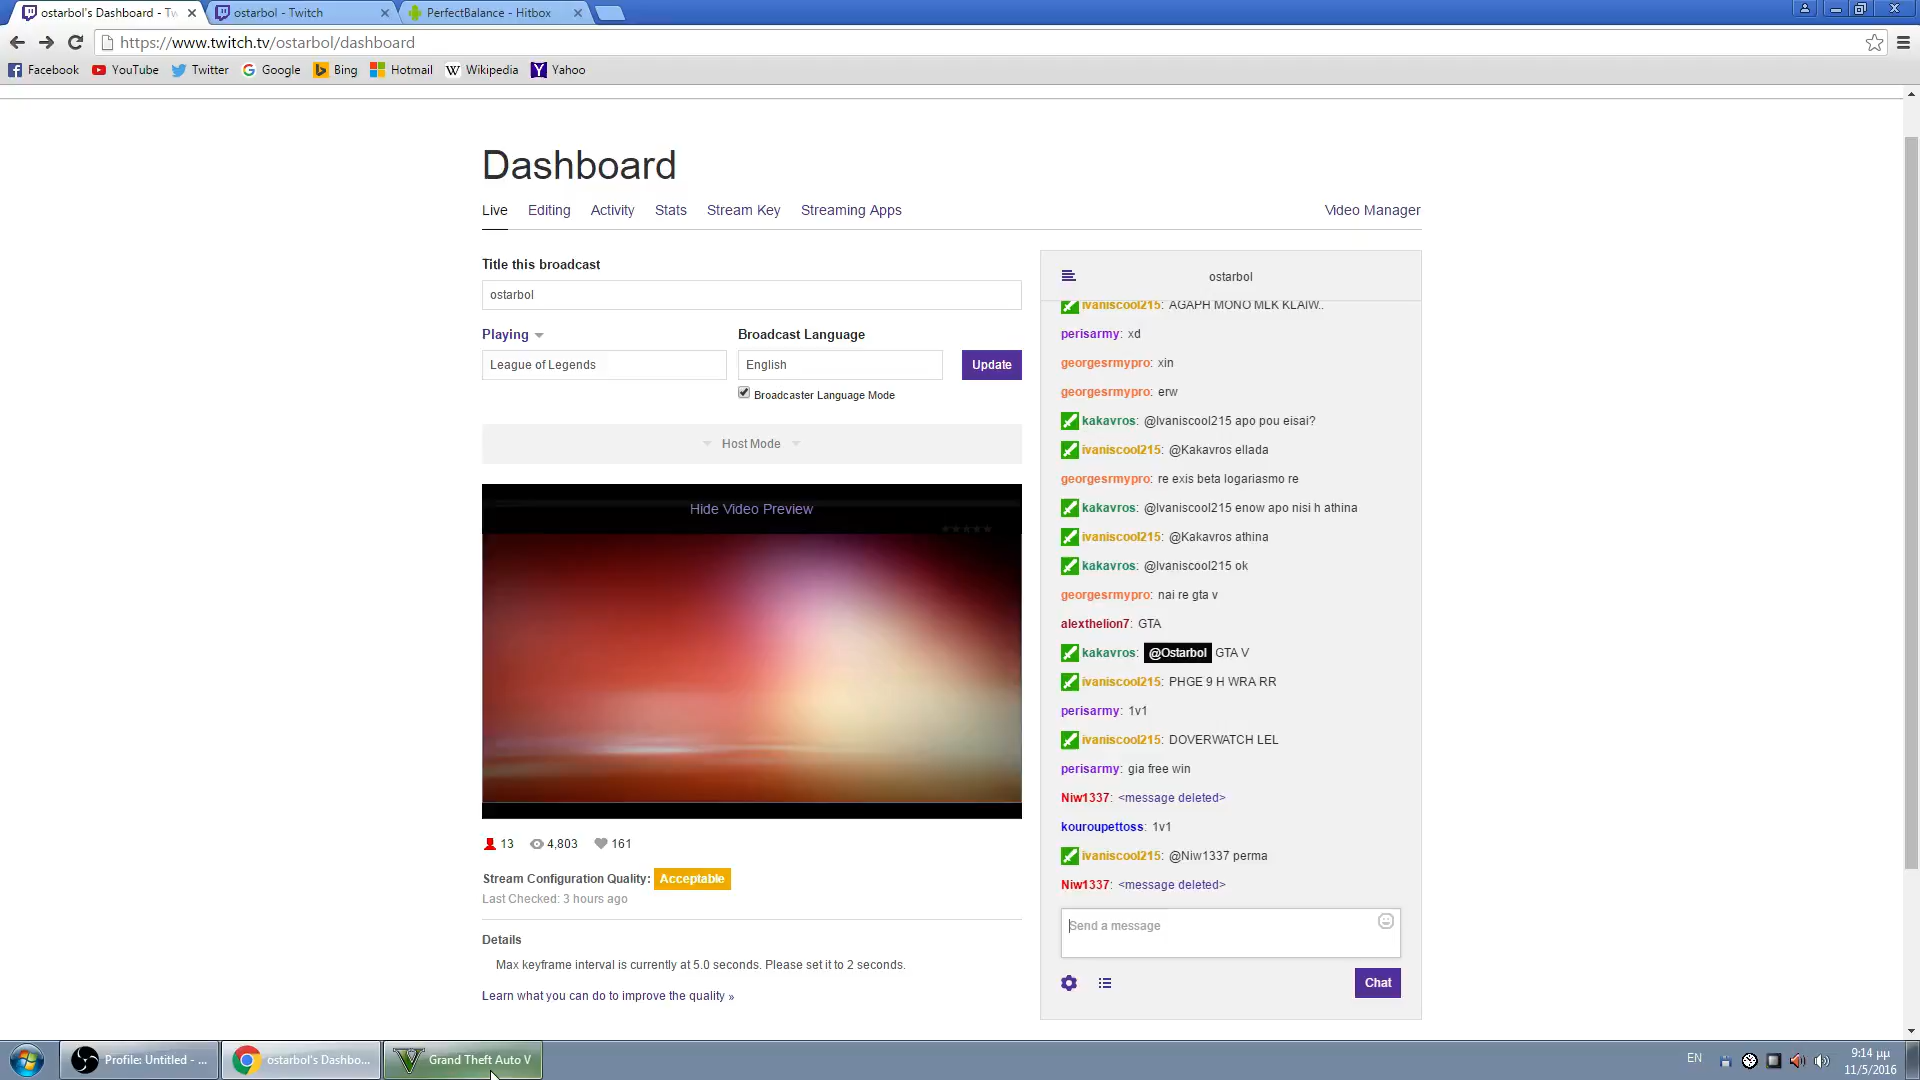 ostarbol's Dashboard - Tw
ostarbol - Twitch
PerfectBalance - Hitbox
https://www.twitch.tv/ostarbol/dashboard
Facebook YouTube Twitter Google Bing Hotmail Wikipedia Yahoo
Dashboard
Live Editing Activity Stats Stream Key Streaming Apps Video Manager
Title this broadcast
ostarbol
Playing
Broadcast Language
League of Legends
English
Update
Broadcaster Language Mode
Host Mode
Hide Video Preview
13 4,803 161
Stream Configuration Quality: Acceptable
Last Checked: 3 hours ago
Details
Max keyframe interval is currently at 5.0 seconds. Please set it to 2 seconds.
Learn what you can do to improve the quality »
ostarbol
ivaniscool215: AGAPH MONO MLK KLAIW..
perisarmy: xd
georgesrmypro: xin
georgesrmypro: erw
kakavros: @Ivaniscool215 apo pou eisai?
ivaniscool215: @Kakavros ellada
georgesrmypro: re exis beta logariasmo re
kakavros: @Ivaniscool215 enow apo nisi h athina
ivaniscool215: @Kakavros athina
kakavros: @Ivaniscool215 ok
georgesrmypro: nai re gta v
alexthelion7: GTA
kakavros: @Ostarbol GTA V
ivaniscool215: PHGE 9 H WRA RR
perisarmy: 1v1
ivaniscool215: DOVERWATCH LEL
perisarmy: gia free win
Niw1337: <message deleted>
kouroupettoss: 1v1
ivaniscool215: @Niw1337 perma
Niw1337: <message deleted>
Send a message
Chat
Profile: Untitled - ...
ostarbol's Dashbo...
Grand Theft Auto V
EN
9:14 μμ
11/5/2016